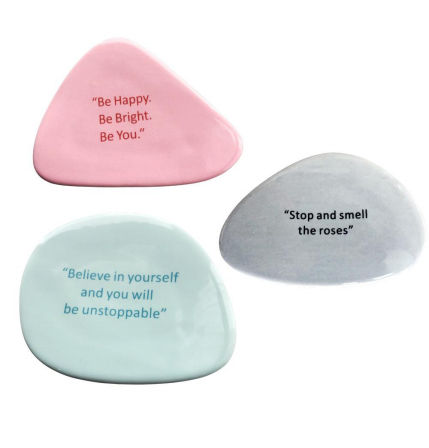 “Be Happy.
Be Bright.
Be You.”
“Stop and smell
the roses”
“Believe in yourself
and you will
be unstoppable”